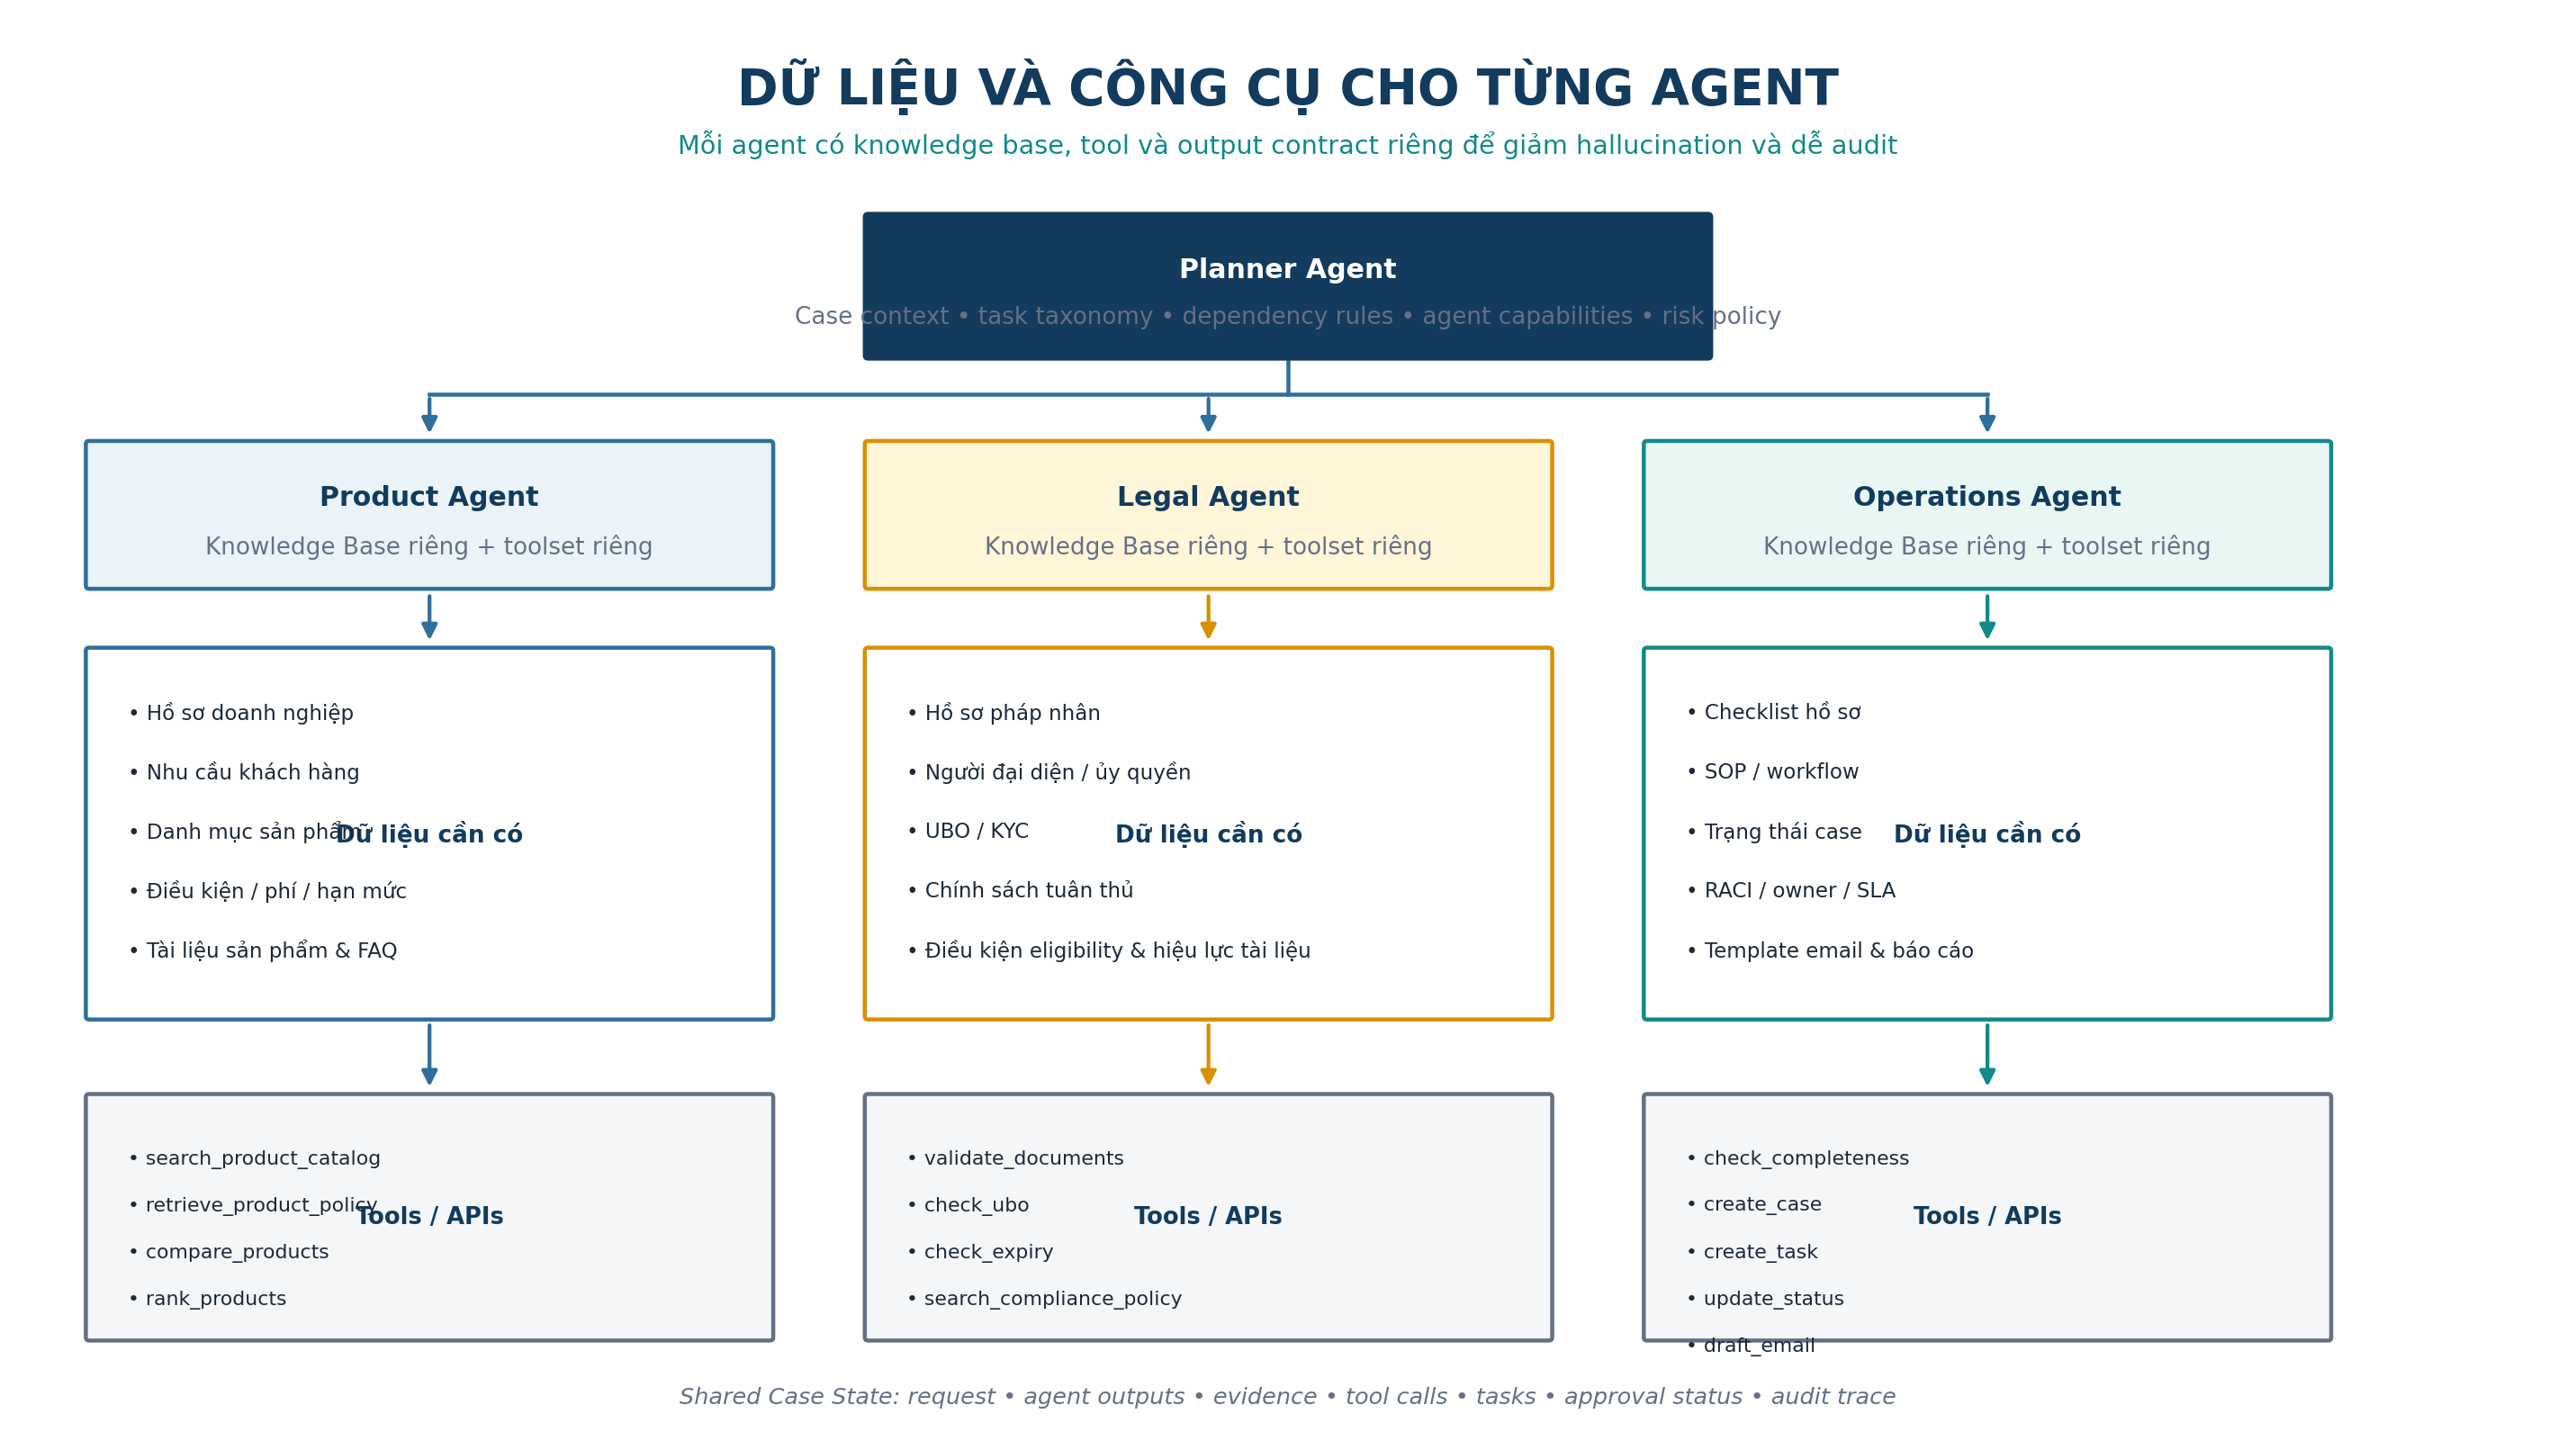 DỮ LIỆU VÀ CÔNG CỤ CHO TỪNG AGENT
Mỗi agent có knowledge base, tool và output contract riêng để giảm hallucination và dễ audit
Planner Agent
Case context • task taxonomy • dependency rules • agent capabilities • risk policy
Product Agent
Knowledge Base riêng + toolset riêng
Legal Agent
Knowledge Base riêng + toolset riêng
Operations Agent
Knowledge Base riêng + toolset riêng
Dữ liệu cần có
• Hồ sơ doanh nghiệp
• Nhu cầu khách hàng
• Danh mục sản phẩm
• Điều kiện / phí / hạn mức
• Tài liệu sản phẩm & FAQ
Dữ liệu cần có
• Hồ sơ pháp nhân
• Người đại diện / ủy quyền
• UBO / KYC
• Chính sách tuân thủ
• Điều kiện eligibility & hiệu lực tài liệu
Dữ liệu cần có
• Checklist hồ sơ
• SOP / workflow
• Trạng thái case
• RACI / owner / SLA
• Template email & báo cáo
Tools / APIs
• search_product_catalog
• retrieve_product_policy
• compare_products
• rank_products
Tools / APIs
• validate_documents
• check_ubo
• check_expiry
• search_compliance_policy
Tools / APIs
• check_completeness
• create_case
• create_task
• update_status
• draft_email
Shared Case State: request • agent outputs • evidence • tool calls • tasks • approval status • audit trace